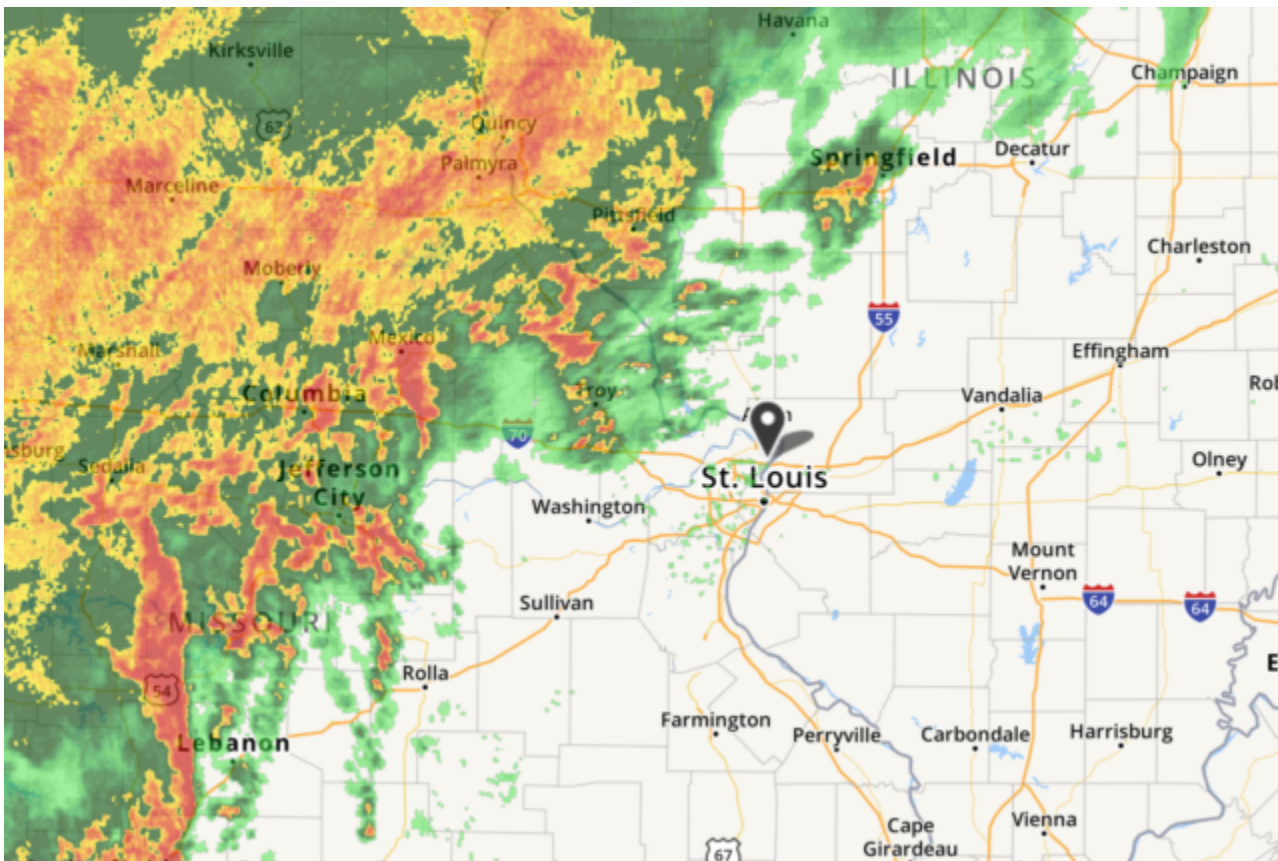 Havana
Kirksville
ILLINOIS
Champaign
63
Quincy
Palmyra
Springfield
Decatur
Marceline
Pittsfield
Charleston
Moberly
55
Mexico
Marshall
Effingham
Columbia
Troy
Vandalia
Rob
70
sburg
Sedalia
Jefferson
City
St. Louis
Olney
Washington
Mount
Vernon
64
64
Sullivan
MISSOURI
E
Rolla
54
Farmington
Perryville
Carbondale
Harrisburg
Lebanon
Vienna
Cape
Girardeau
67